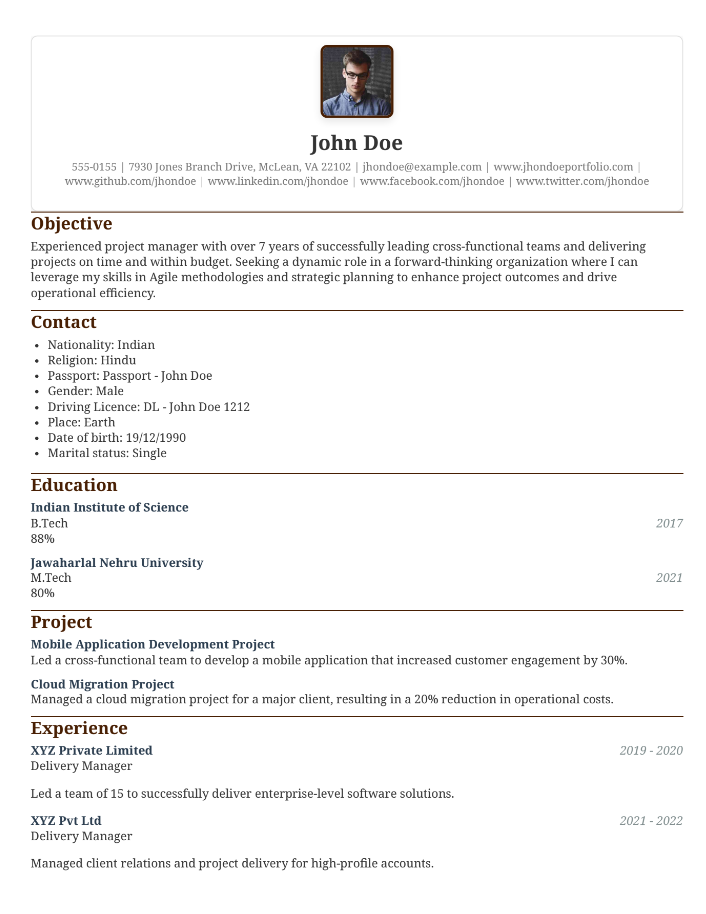 John Doe
555-0155 | 7930 Jones Branch Drive, McLean, VA 22102 | jhondoe@example.com | www.jhondoeportfolio.com |
www.github.com/jhondoe | www.linkedin.com/jhondoe | www.facebook.com/jhondoe | www.twitter.com/jhondoe
Objective
Experienced project manager with over 7 years of successfully leading cross-functional teams and delivering
projects on time and within budget. Seeking a dynamic role in a forward-thinking organization where I can
leverage my skills in Agile methodologies and strategic planning to enhance project outcomes and drive
operational efficiency.
Contact
• Nationality: Indian
• Religion: Hindu
• Passport: Passport - John Doe
• Gender: Male
• Driving Licence: DL - John Doe 1212
• Place: Earth
• Date of birth: 19/12/1990
• Marital status: Single
Education
Indian Institute of Science
B.Tech 2017
88%
Jawaharlal Nehru University
M.Tech 2021
80%
Project
Mobile Application Development Project
Led a cross-functional team to develop a mobile application that increased customer engagement by 30%.
Cloud Migration Project
Managed a cloud migration project for a major client, resulting in a 20% reduction in operational costs.
Experience
XYZ Private Limited 2019 - 2020
Delivery Manager
Led a team of 15 to successfully deliver enterprise-level software solutions.
XYZ Pvt Ltd 2021 - 2022
Delivery Manager
Managed client relations and project delivery for high-profile accounts.